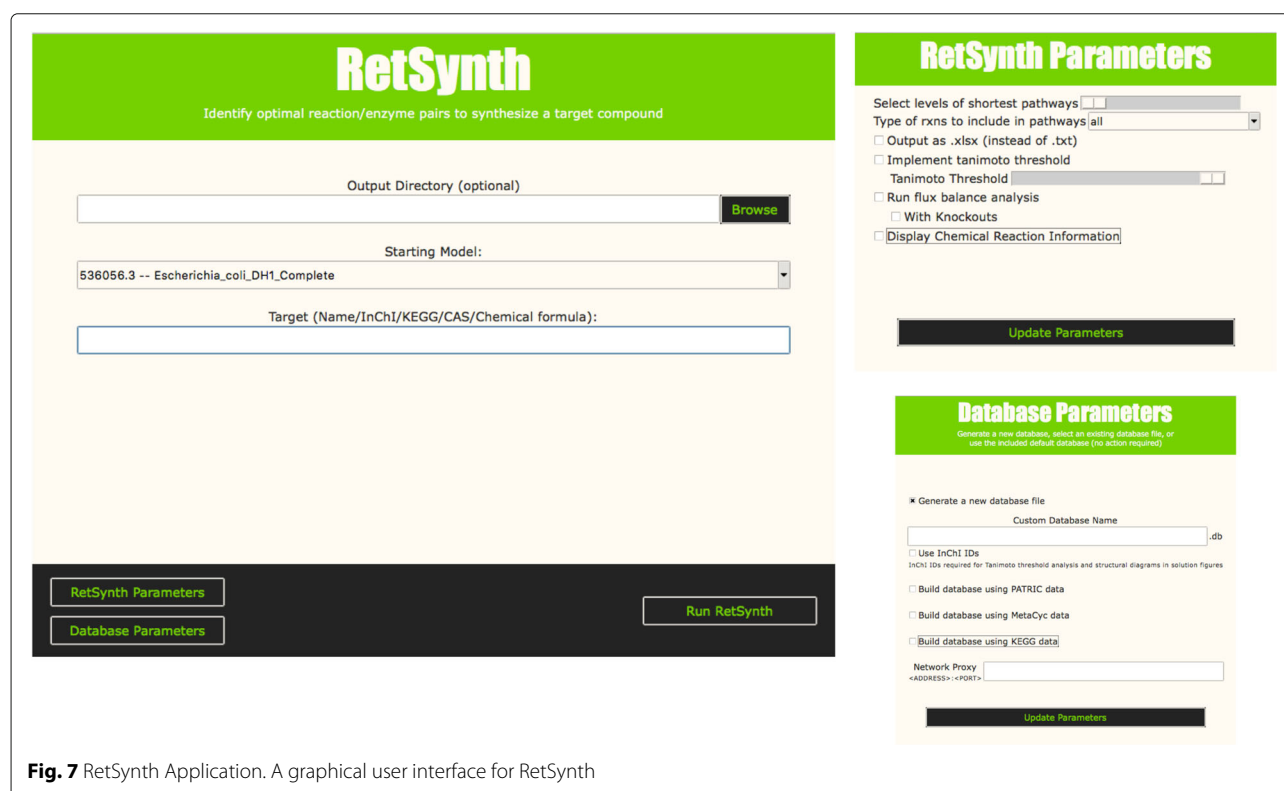 RetSynth
Identify optimal reaction/enzyme pairs to synthesize a target compound
Output Directory (optional)
Browse
Starting Model:
536056.3 -- Escherichia_coli_DH1_Complete
Target (Name/InChI/KEGG/CAS/Chemical formula):
RetSynth Parameters
Database Parameters
Run RetSynth
RetSynth Parameters
Select levels of shortest pathways
Type of rxns to include in pathways all
Output as .xlsx (instead of .txt)
Implement tanimoto threshold
Tanimoto Threshold
Run flux balance analysis
With Knockouts
Display Chemical Reaction Information
Update Parameters
Database Parameters
Generate a new database, select an existing database file, or
use the included default database (no action required)
Generate a new database file
Custom Database Name
.db
Use InChI IDs
InChI IDs required for Tanimoto threshold analysis and structural diagrams in solution figures
Build database using PATRIC data
Build database using MetaCyc data
Build database using KEGG data
Network Proxy
<ADDRESS>:<PORT>
Update Parameters
Fig. 7 RetSynth Application. A graphical user interface for RetSynth